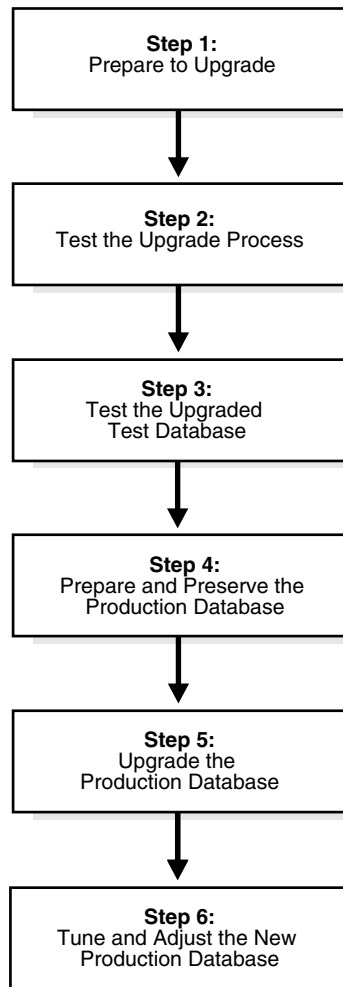 Step 1:
Prepare to Upgrade
Step 2:
Test the Upgrade Process
Step 3:
Test the Upgraded
Test Database
Step 4:
Prepare and Preserve the
Production Database
Step 5:
Upgrade the
Production Database
Step 6:
Tune and Adjust the New
Production Database